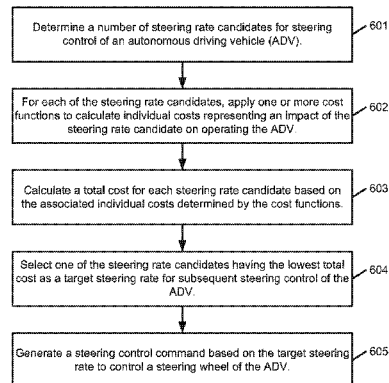 Determine a number of steering rate candidates for steering
control of an autonomous driving vehicle (ADV).
601
For each of the steering rate candidates, apply one or more cost
functions to calculate individual costs representing an impact of the
steering rate candidate on operating the ADV.
602
Calculate a total cost for each steering rate candidate based on
the associated individual costs determined by the cost functions.
603
Select one of the steering rate candidates having the lowest total
cost as a target steering rate for subsequent steering control of the
ADV.
604
Generate a steering control command based on the target steering
rate to control a steering wheel of the ADV.
605